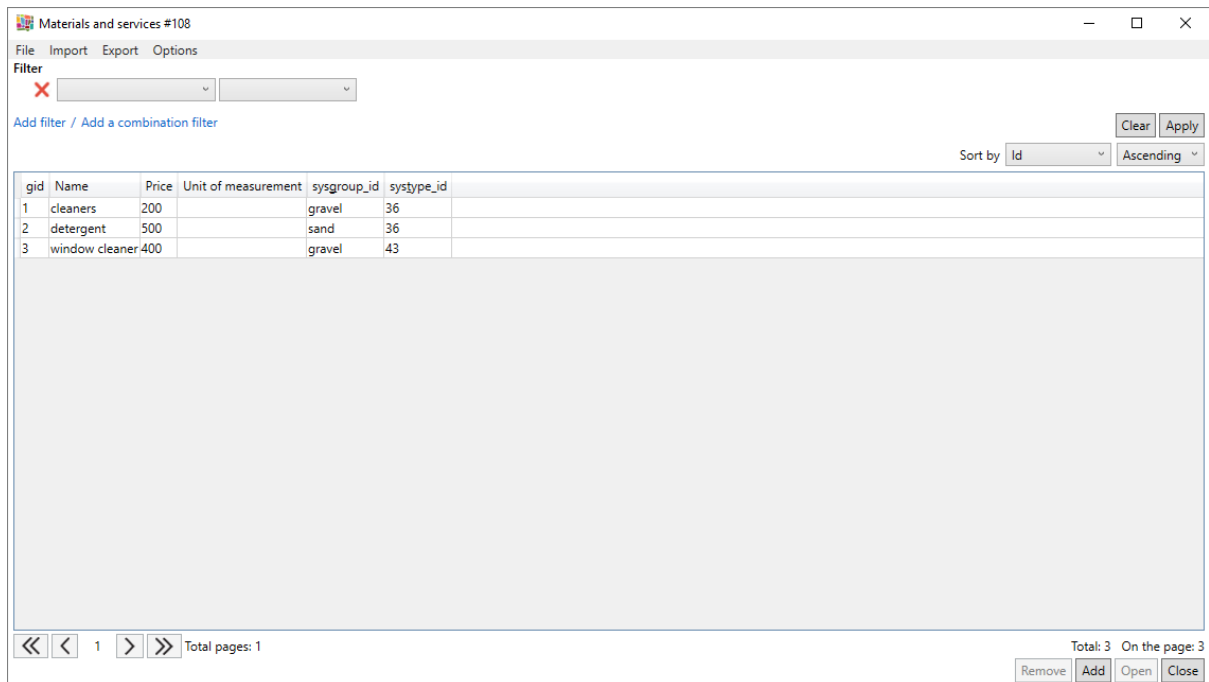 Materials and services #108
File Import Export Options
Filter
Add filter / Add a combination filter
Clear Apply
Sort by Id Ascending
gid Name Price Unit of measurement sysgroup_id systype_id
1 cleaners 200 gravel 36
2 detergent 500 sand 36
3 window cleaner 400 gravel 43
1 Total pages: 1 Total: 3 On the page: 3
Remove Add Open Close